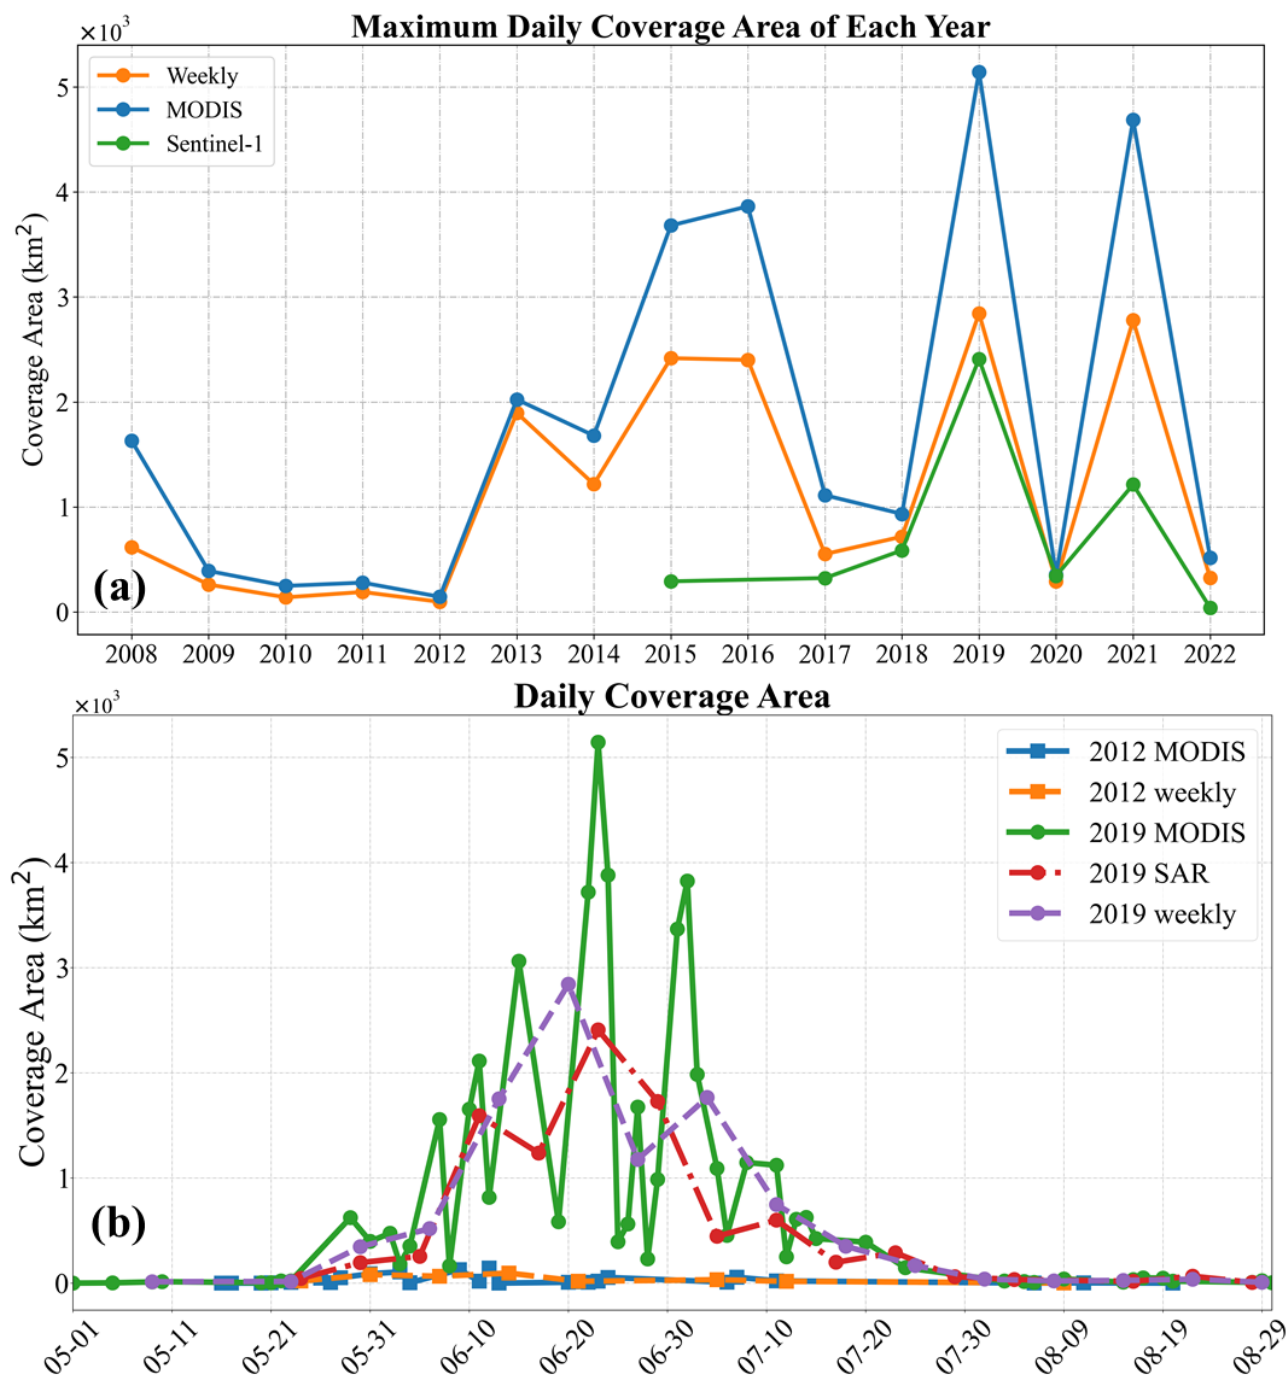 Maximum Daily Coverage Area of Each Year
×10³
Weekly
MODIS
Sentinel-1
Coverage Area (km²)
5
4
3
2
1
0
(a)
2008 2009 2010 2011 2012 2013 2014 2015 2016 2017 2018 2019 2020 2021 2022
Daily Coverage Area
×10³
2012 MODIS
2012 weekly
2019 MODIS
2019 SAR
2019 weekly
Coverage Area (km²)
5
4
3
2
1
0
(b)
05-01 05-11 05-21 05-31 06-10 06-20 06-30 07-10 07-20 07-30 08-09 08-19 08-29